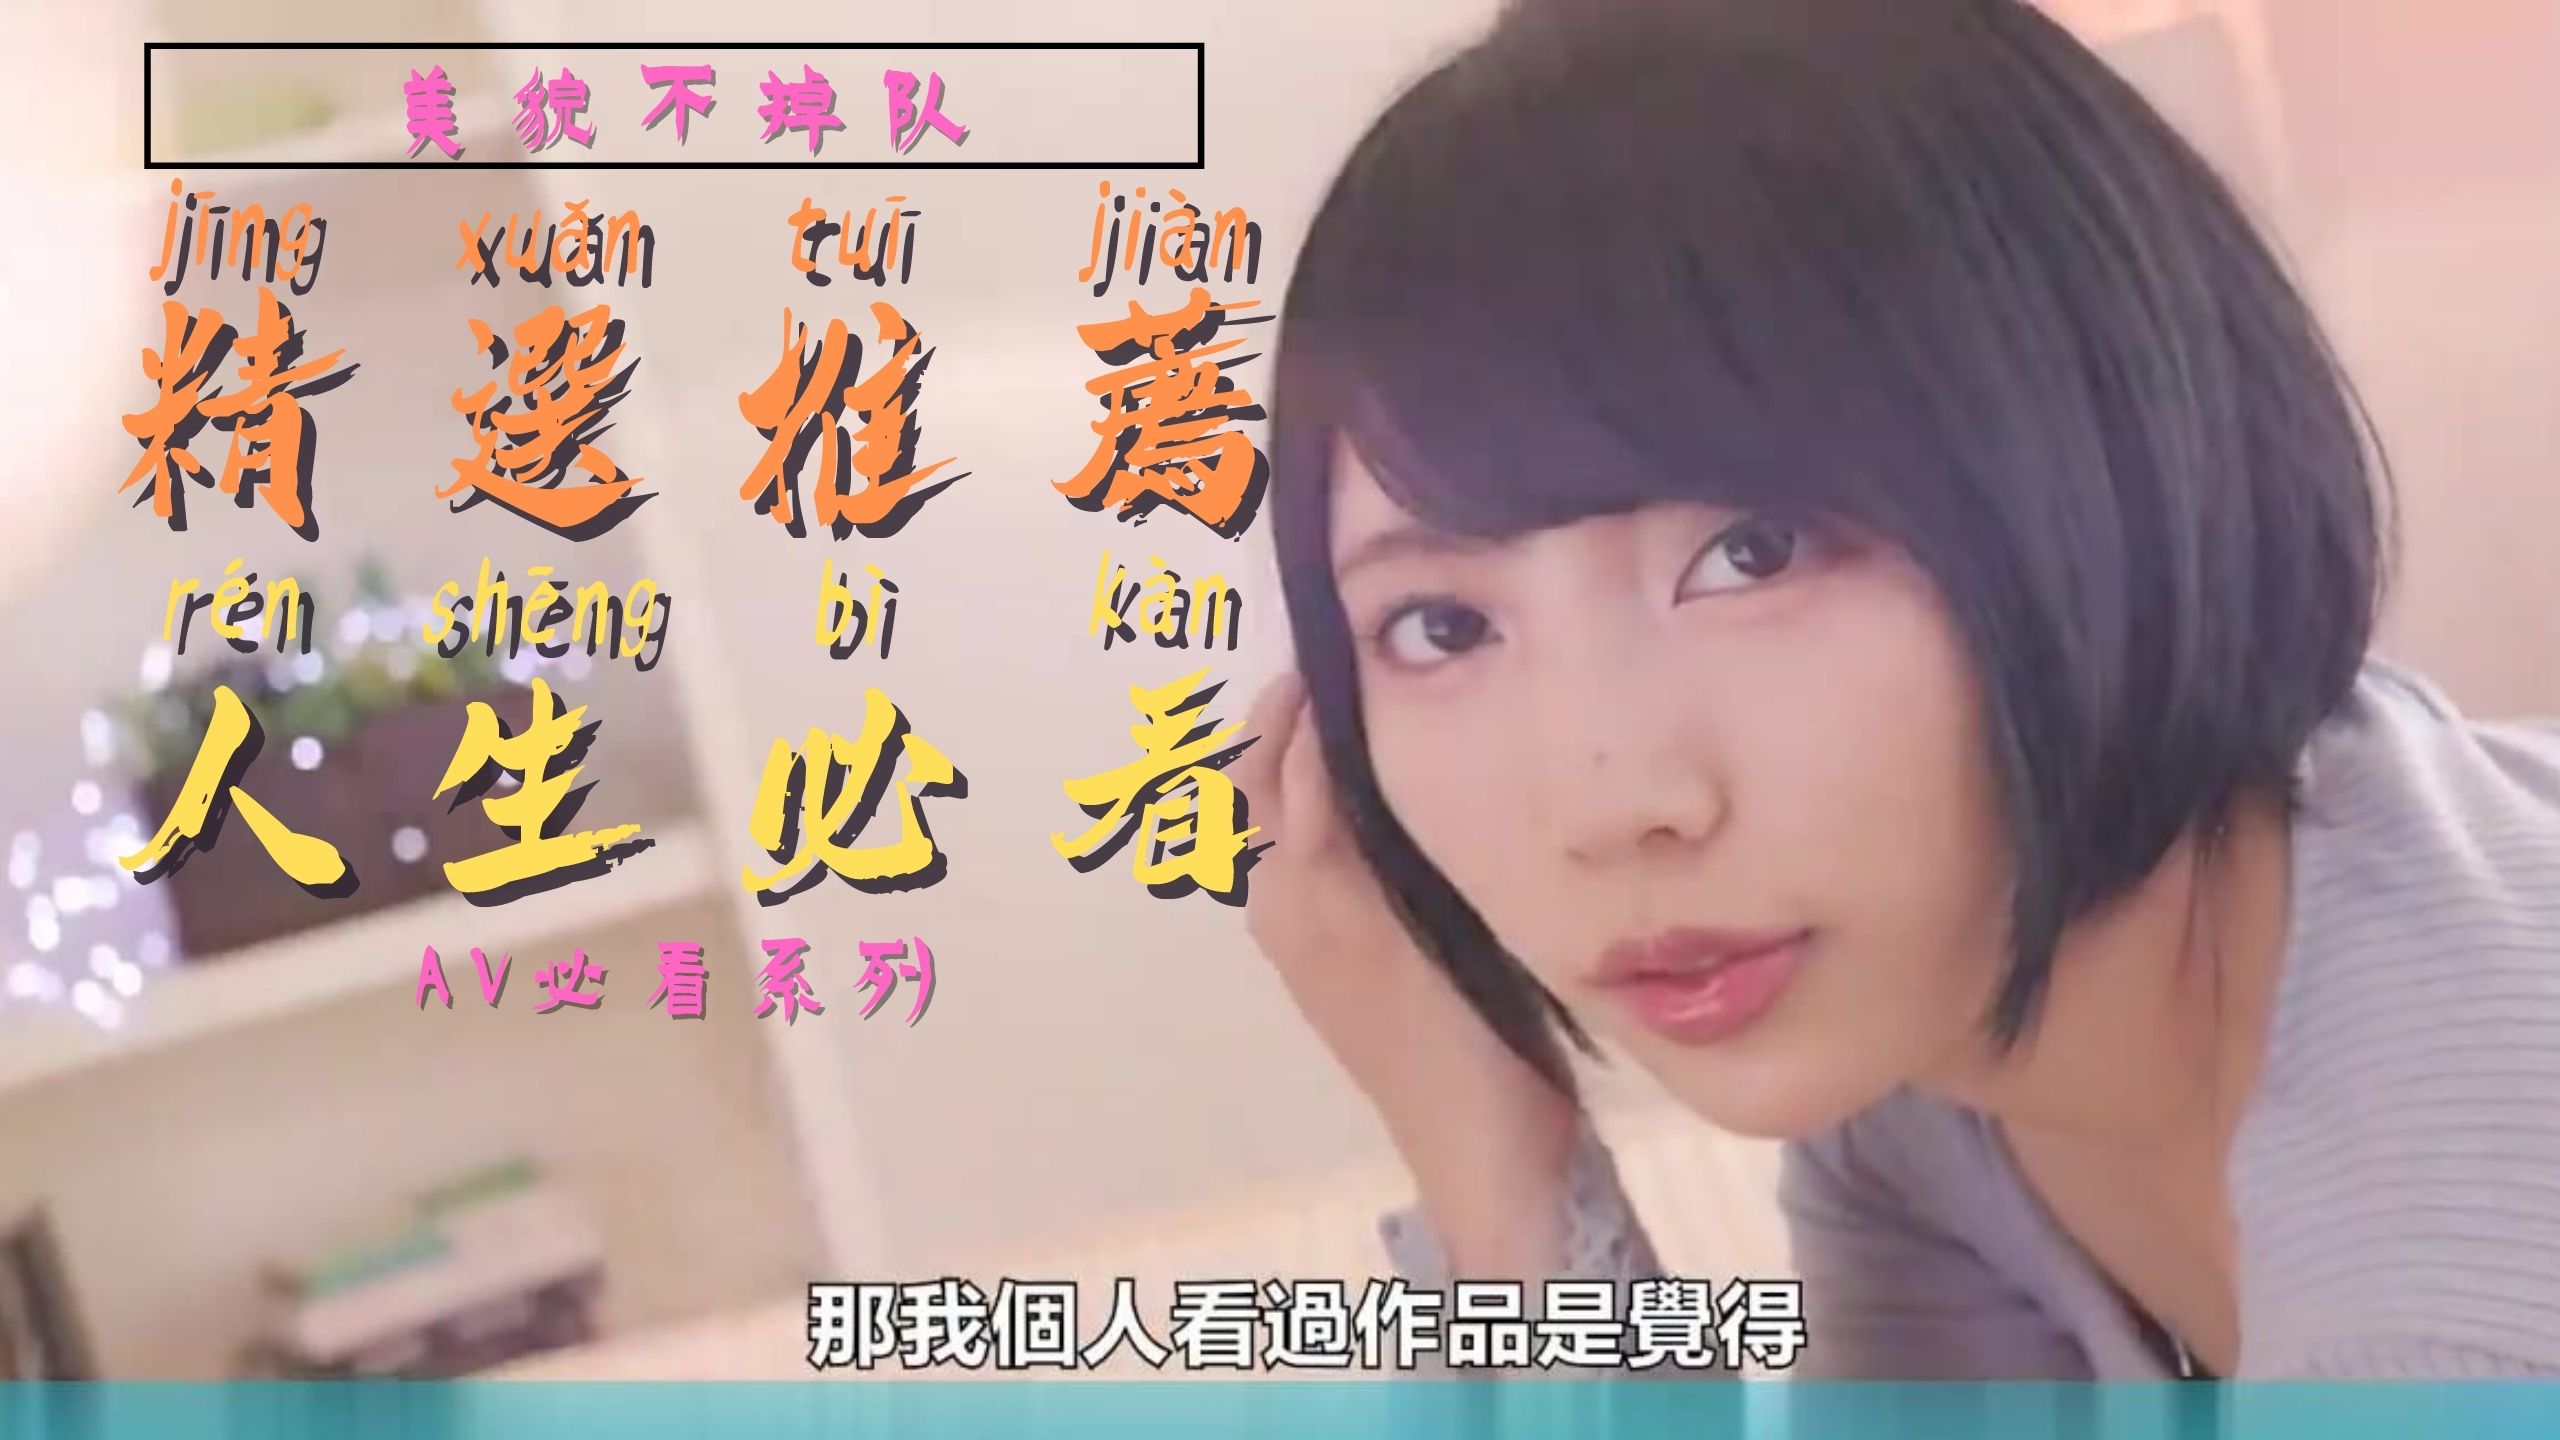 美貌不掉队
jīng xuǎn tuī jiàn
精選推薦
rén shēng bì kàn
人生必看
AV必看系列
那我個人看過作品是覺得